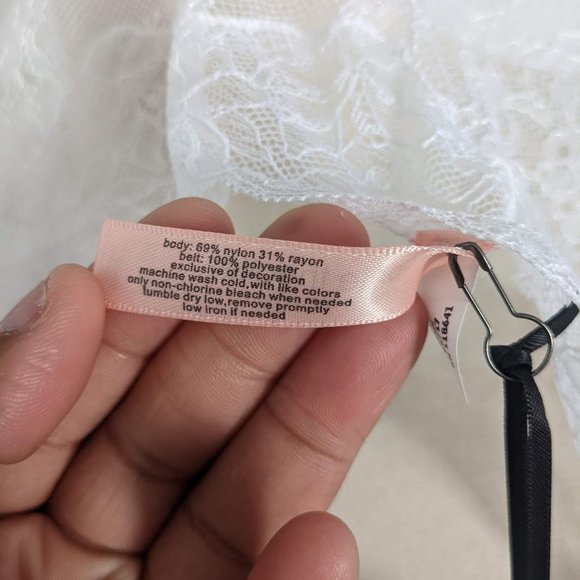 body: 69% nylon 31% rayon
belt: 100% polyester
exclusive of decoration
machine wash cold,with like colors
only non-chlorine bleach when needed
tumble dry low,remove promptly
low iron if needed